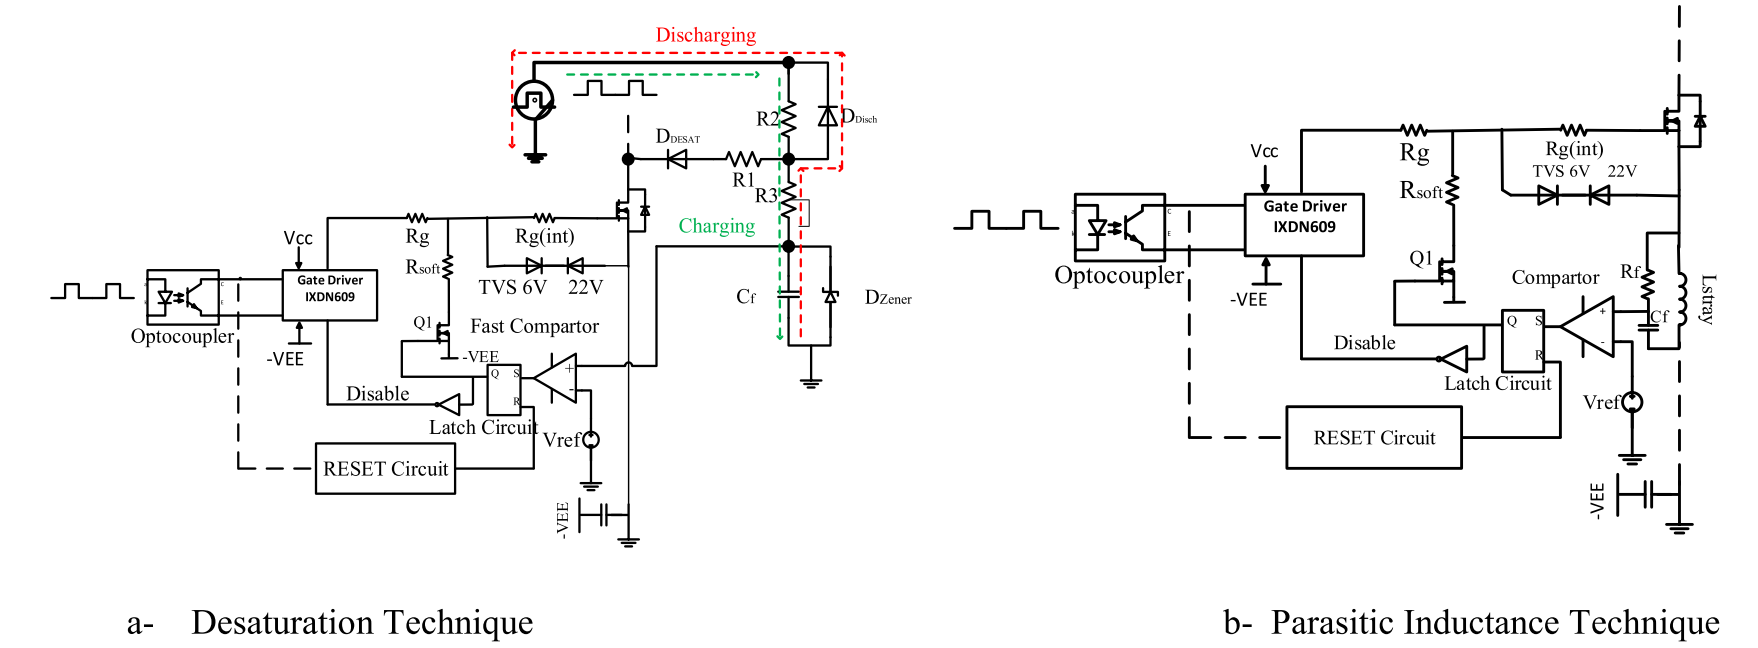 Discharging
R2
DDisch
DDESAT
R1
R3
Charging
Rg
Rg(int)
Vcc
Rsoft
Gate Driver
IXDN609
TVS 6V
22V
Cf
DZener
C
E
Optocoupler
-VEE
Q1
Fast Compartor
-VEE
Q
S
R
+
-
Disable
Latch Circuit
Vref
RESET Circuit
-VEE
a- Desaturation Technique
Vcc
Rg
Rg(int)
TVS 6V
22V
Rsoft
Gate Driver
IXDN609
C
E
Optocoupler
-VEE
Q1
Compartor
Rf
Cf
Lstray
Q
S
R
+
-
Disable
Latch Circuit
Vref
RESET Circuit
-VEE
b- Parasitic Inductance Technique